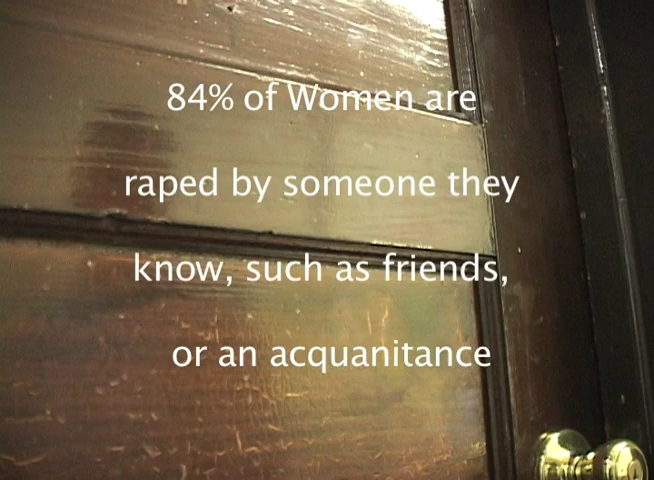 84% of Women are
raped by someone they
know, such as friends,
or an acquanitance